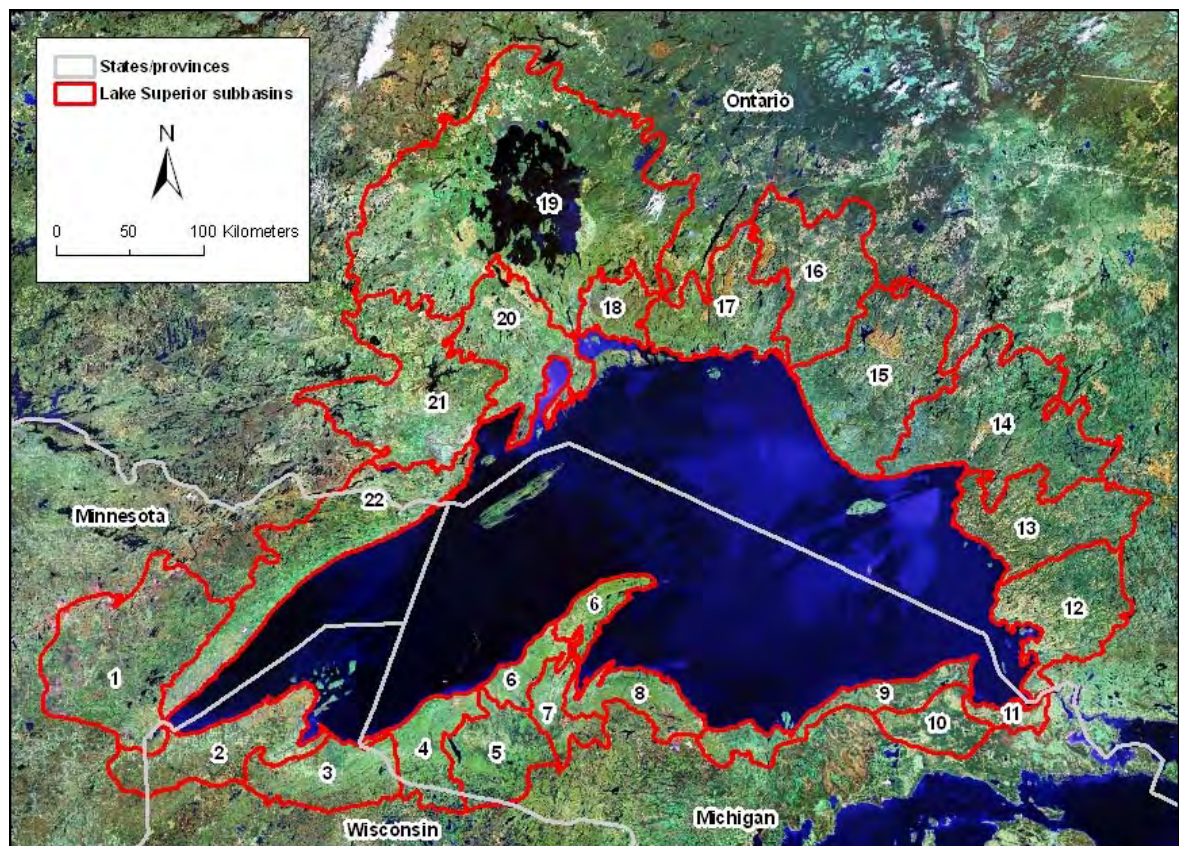 States/provinces
Lake Superior subbasins
N
0 50 100 Kilometers
Ontario
19
16
18
17
20
15
21
14
22
Minnesota
13
6
12
1
6
8
9
7
11
10
4
2
5
3
Michigan
Wisconsin